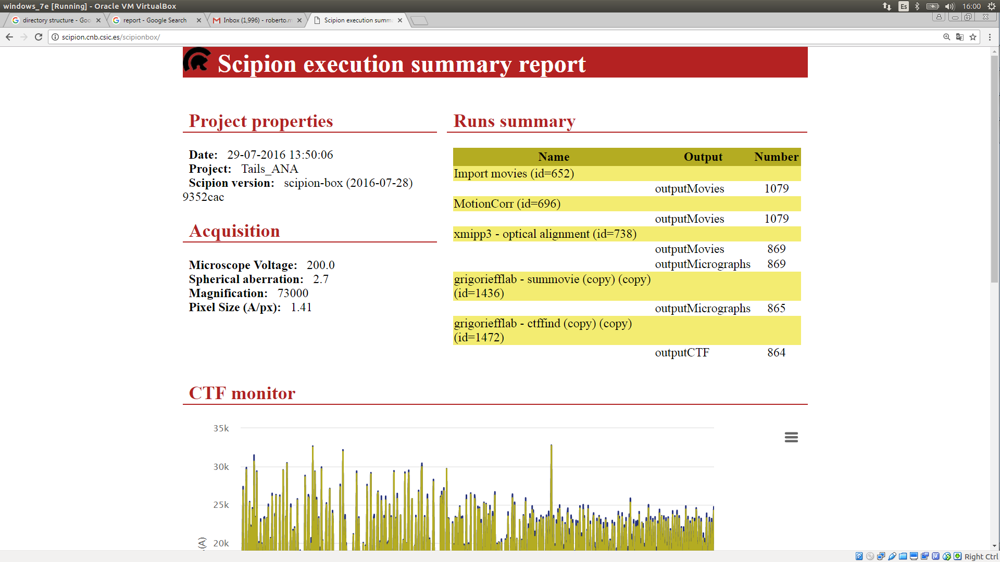 windows_7e [Running] - Oracle VM VirtualBox
Es
16:00
directory structure - Goo
report - Google Search
Inbox (1,996) - roberto.m
Scipion execution summ
scipion.cnb.csic.es/scipionbox/
Scipion execution summary report
Project properties
Date: 29-07-2016 13:50:06
Project: Tails_ANA
Scipion version: scipion-box (2016-07-28)
9352cac
Acquisition
Microscope Voltage: 200.0
Spherical aberration: 2.7
Magnification: 73000
Pixel Size (A/px): 1.41
Runs summary
Name Output Number
Import movies (id=652)
outputMovies 1079
MotionCorr (id=696)
outputMovies 1079
xmipp3 - optical alignment (id=738)
outputMovies 869
outputMicrographs 869
grigoriefflab - summovie (copy) (copy)
(id=1436)
outputMicrographs 865
grigoriefflab - ctffind (copy) (copy)
(id=1472)
outputCTF 864
CTF monitor
35k
30k
25k
20k
(A)
Right Ctrl